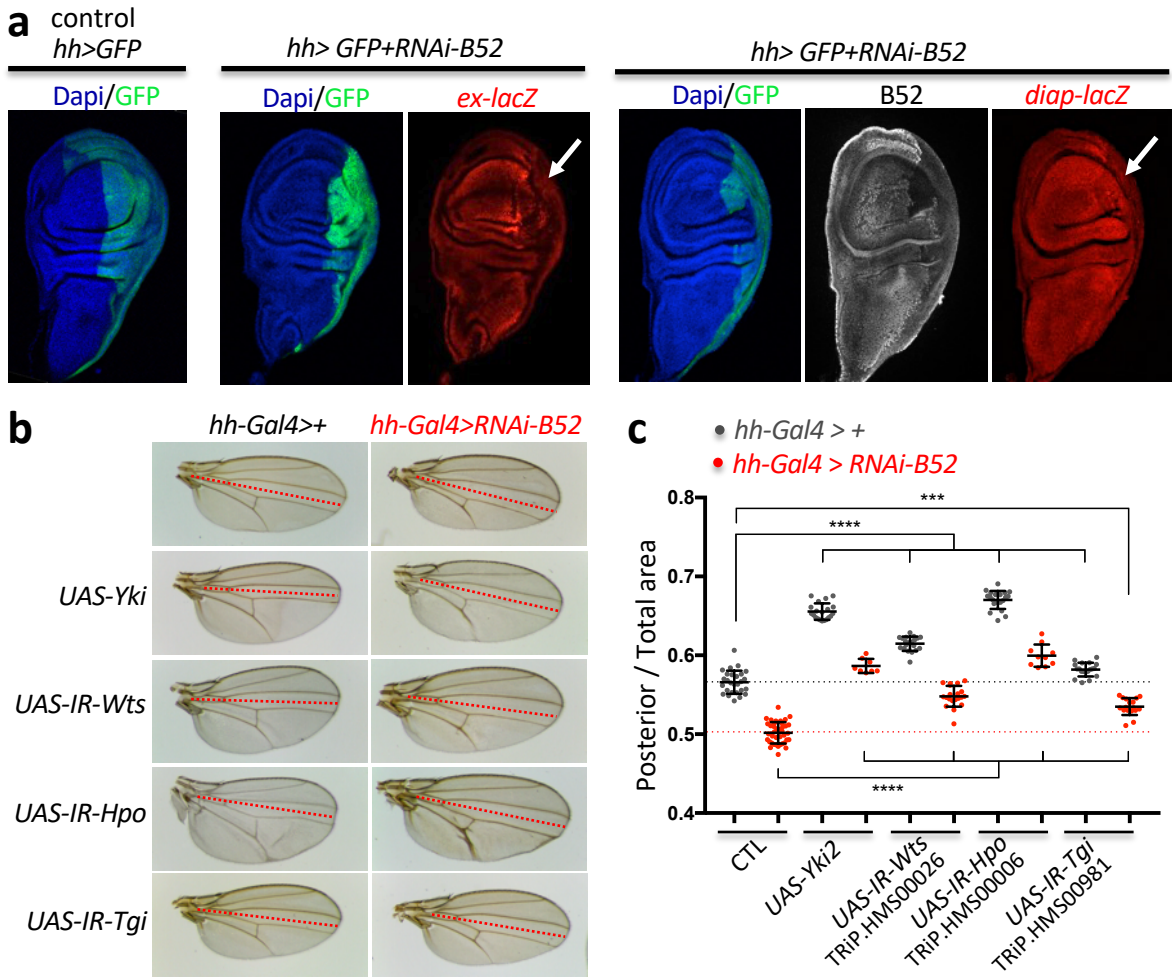 a
control
hh>GFP
hh> GFP+RNAi-B52
hh> GFP+RNAi-B52
Dapi/GFP
Dapi/GFP
ex-lacZ
Dapi/GFP
B52
diap-lacZ
b
hh-Gal4>+
hh-Gal4>RNAi-B52
UAS-Yki
UAS-IR-Wts
UAS-IR-Hpo
UAS-IR-Tgi
c
hh-Gal4 > +
hh-Gal4 > RNAi-B52
Posterior / Total area
0.8
0.7
0.6
0.5
0.4
***
****
****
CTL
UAS-Yki2
UAS-IR-Wts
TRiP.HMS00026
UAS-IR-Hpo
TRiP.HMS00006
UAS-IR-Tgi
TRiP.HMS00981